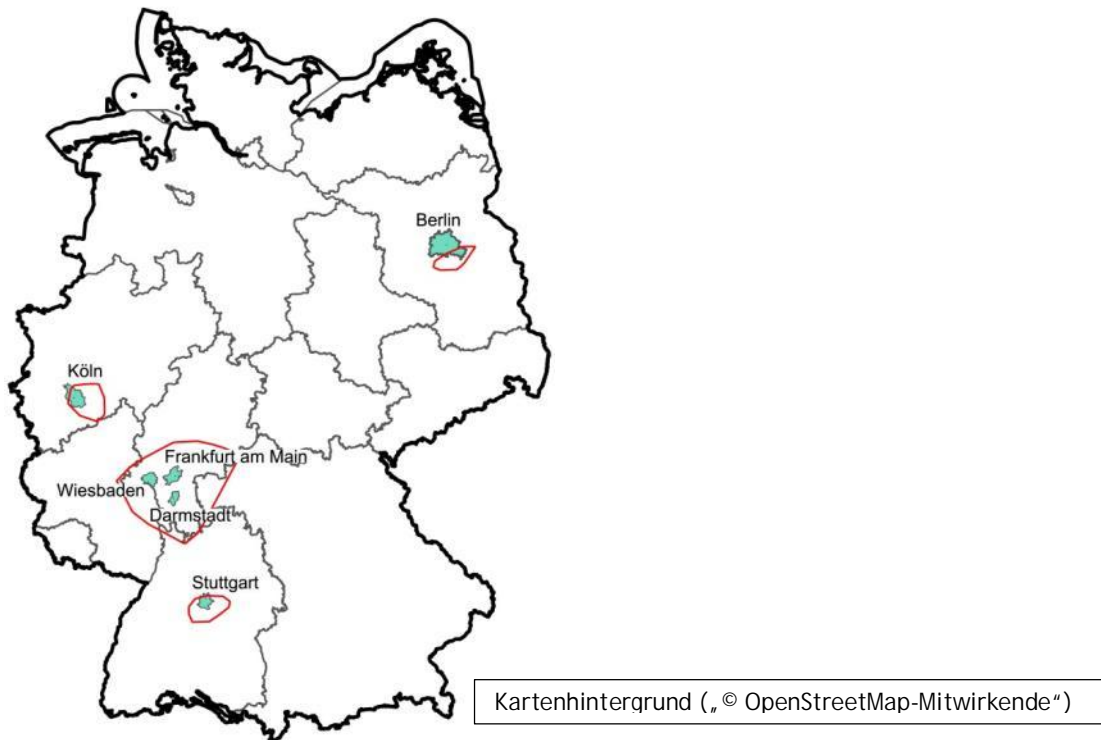 Berlin
Köln
Frankfurt am Main
Wiesbaden
Darmstadt
Stuttgart
Kartenhintergrund („© OpenStreetMap-Mitwirkende“)